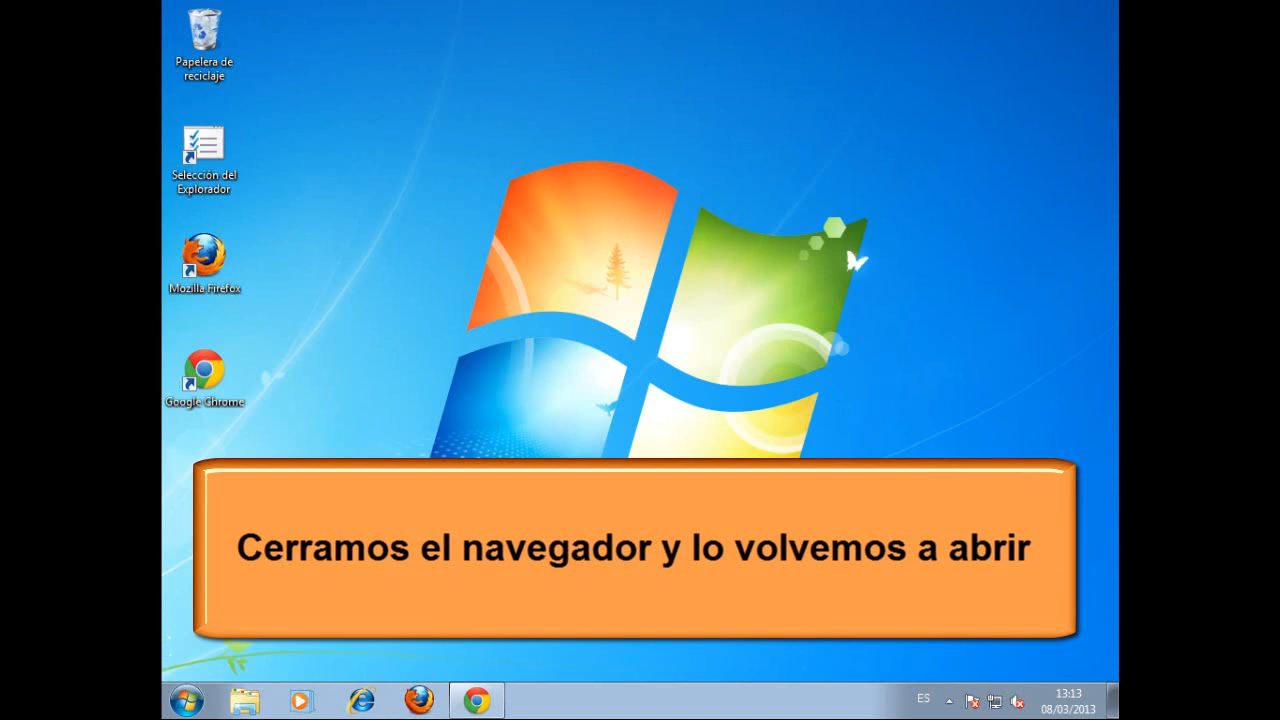 Papelera de
reciclaje
Selección del
Explorador
Mozilla Firefox
Google Chrome
Cerramos el navegador y lo volvemos a abrir
ES
13:13
08/03/2013